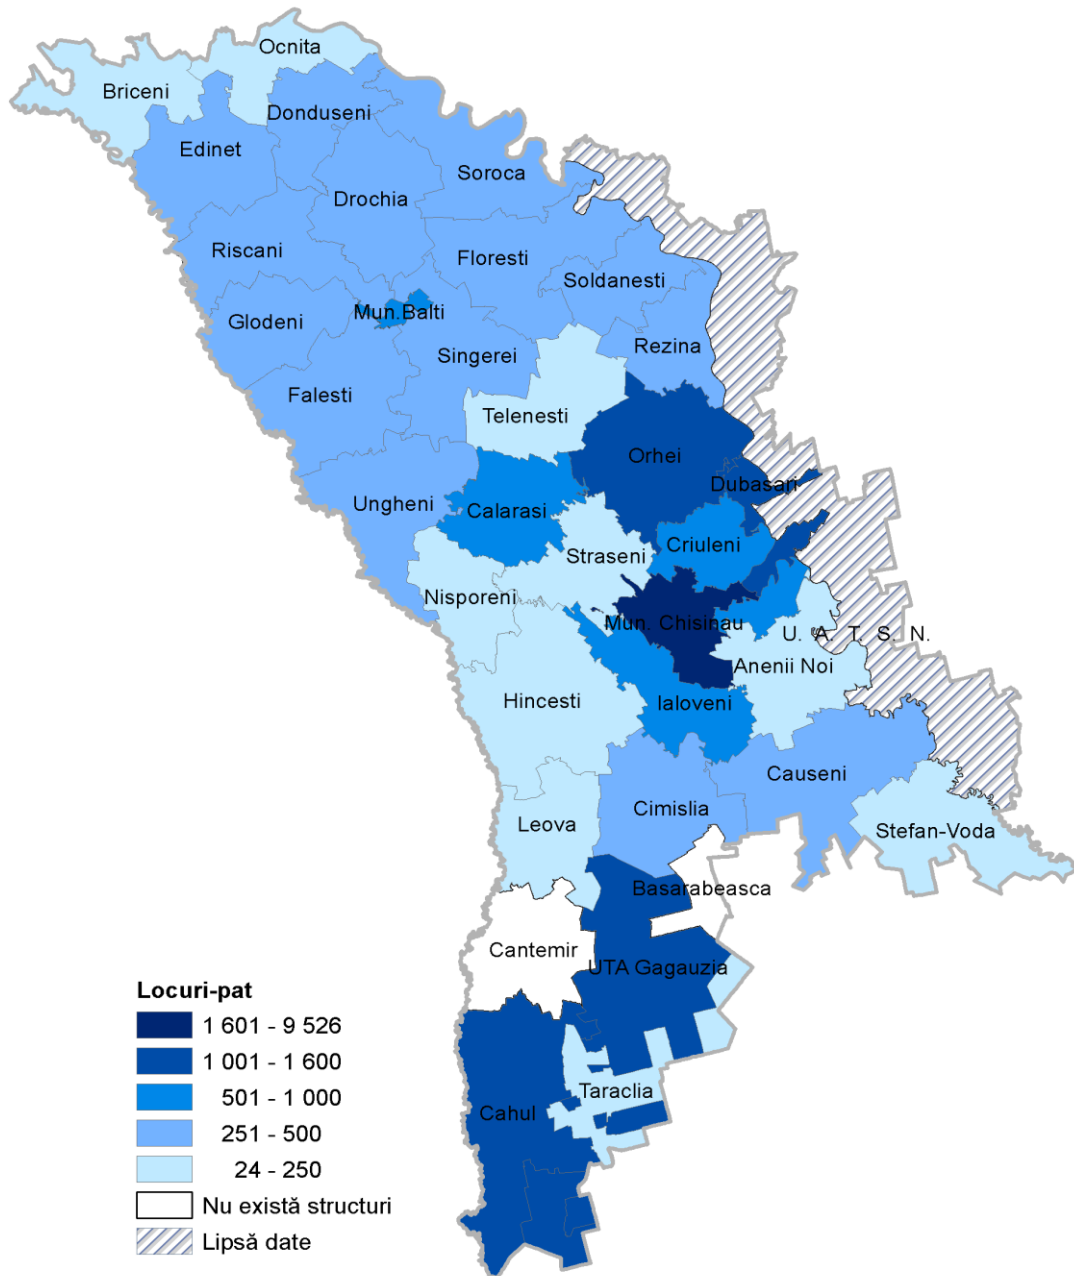 Ocnita
Briceni
Donduseni
Edinet
Soroca
Drochia
Riscani
Floresti
Soldanesti
Mun.Balti
Glodeni
Rezina
Singerei
Falesti
Telenesti
Orhei
Dubasari
Ungheni
Calarasi
Criuleni
Straseni
Nisporeni
Mun. Chisinau
U. A. T. S. N.
Anenii Noi
Hincesti
Ialoveni
Causeni
Cimislia
Leova
Stefan-Voda
Basarabeasca
Cantemir
UTA Gagauzia
Taraclia
Cahul
Locuri-pat
1 601 - 9 526
1 001 - 1 600
501 - 1 000
251 - 500
24 - 250
Nu există structuri
Lipsă date